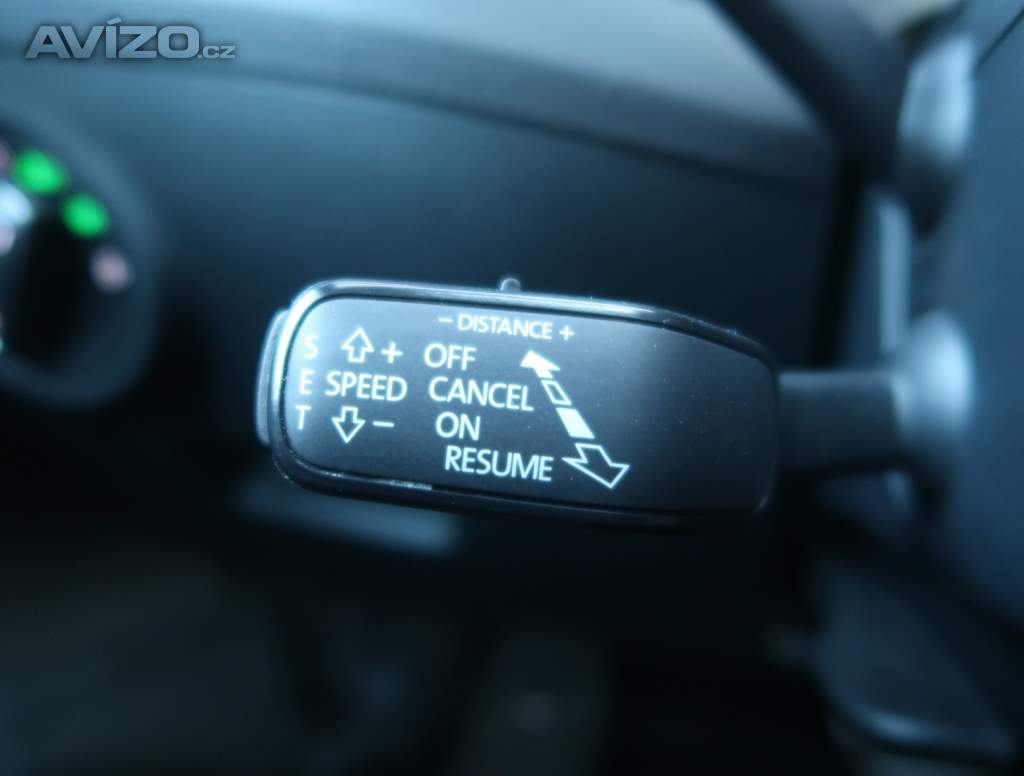 AVÍZO.cz
− DISTANCE +
S + OFF
E SPEED CANCEL
T − ON
RESUME